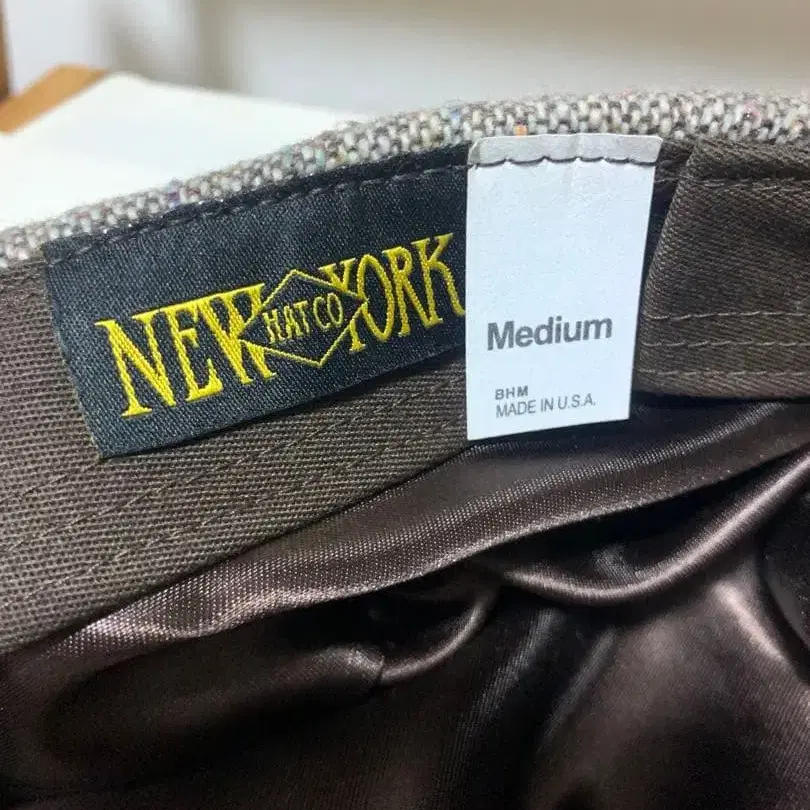 NEW YORK
HAT CO
Medium
BHM
MADE IN U.S.A.